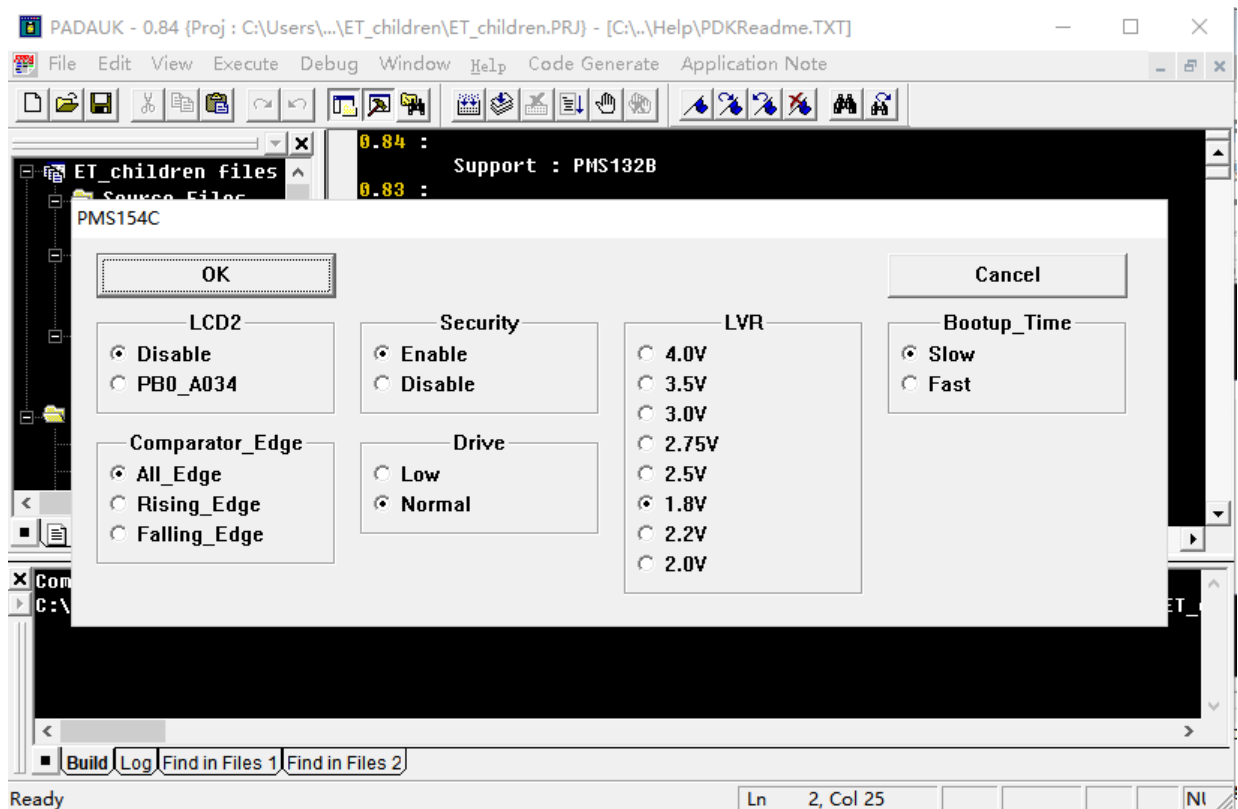 PADAUK - 0.84 {Proj : C:\Users\...\ET_children\ET_children.PRJ} - [C:\..\Help\PDKReadme.TXT]
File Edit View Execute Debug Window Help Code Generate Application Note
0.84 :
Support : PMS132B
ET_children files
0.83 :
Source Files
PMS154C
OK
Cancel
LCD2
Disable
PB0_A034
Security
Enable
Disable
LVR
4.0V
3.5V
3.0V
2.75V
2.5V
1.8V
2.2V
2.0V
Bootup_Time
Slow
Fast
Comparator_Edge
All_Edge
Rising_Edge
Falling_Edge
Drive
Low
Normal
Com
C:\
ET_
Build Log Find in Files 1 Find in Files 2
Ready Ln 2, Col 25